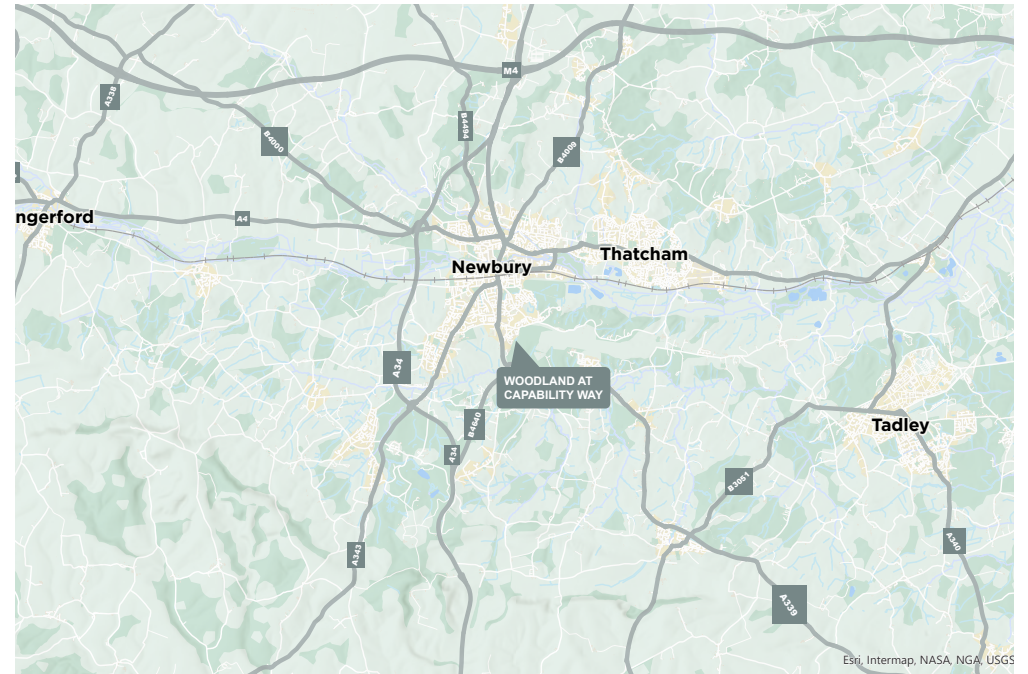 M4
A338
B4494
B4000
B4009
ngerford
A4
Thatcham
Newbury
A34
WOODLAND AT
CAPABILITY WAY
B4640
Tadley
A34
B3051
A343
A340
A339
Esri, Intermap, NASA, NGA, USGS